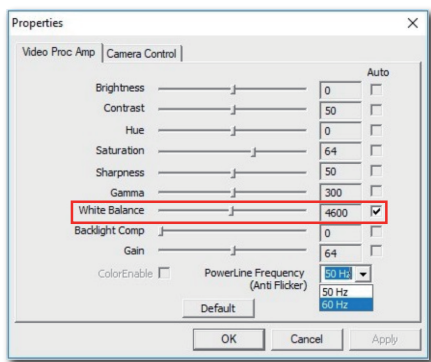 Properties
Video Proc Amp Camera Control
Auto
Brightness 0
Contrast 50
Hue 0
Saturation 64
Sharpness 50
Gamma 300
White Balance 4600
Backlight Comp 0
Gain 64
ColorEnable PowerLine Frequency 50 Hz
(Anti Flicker) 50 Hz
60 Hz
Default
OK Cancel Apply